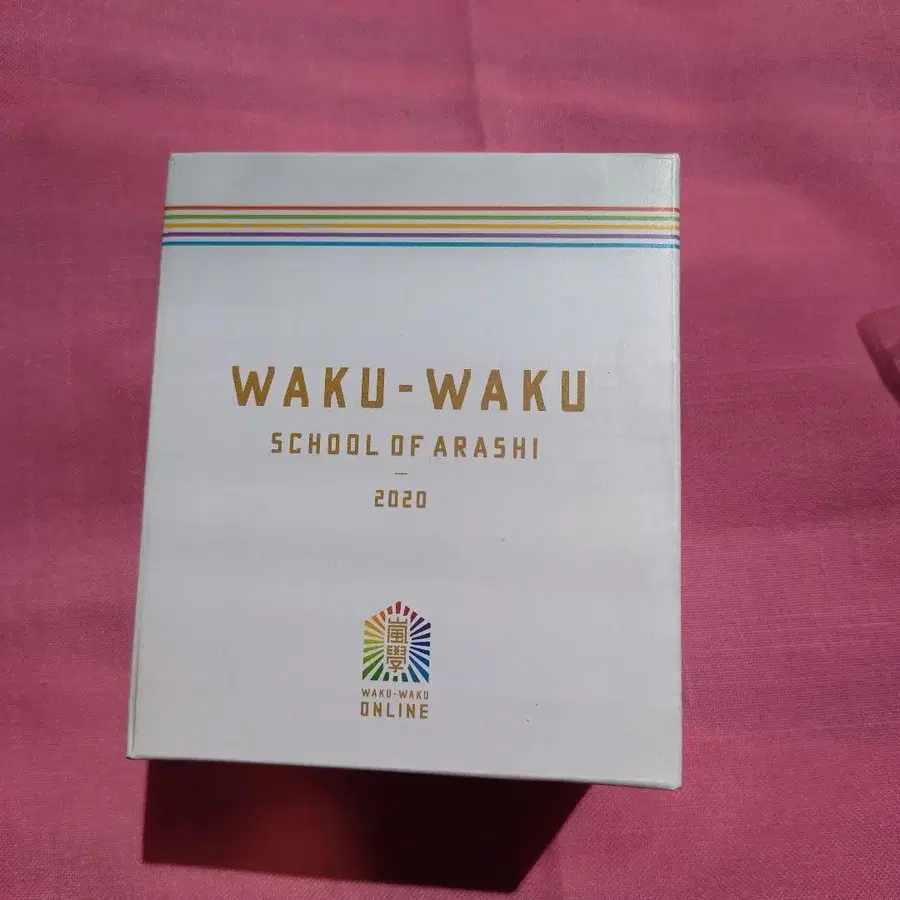 WAKU-WAKU
SCHOOL OF ARASHI
2020
嵐
學
WAKU-WAKU
ONLINE